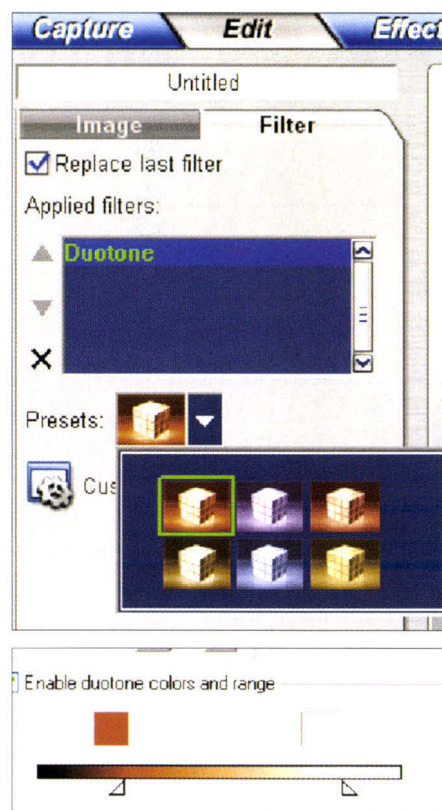 Capture Edit Effect
Untitled
Image Filter
Replace last filter
Applied filters:
Duotone
Presets:
Cus
Enable duotone colors and range